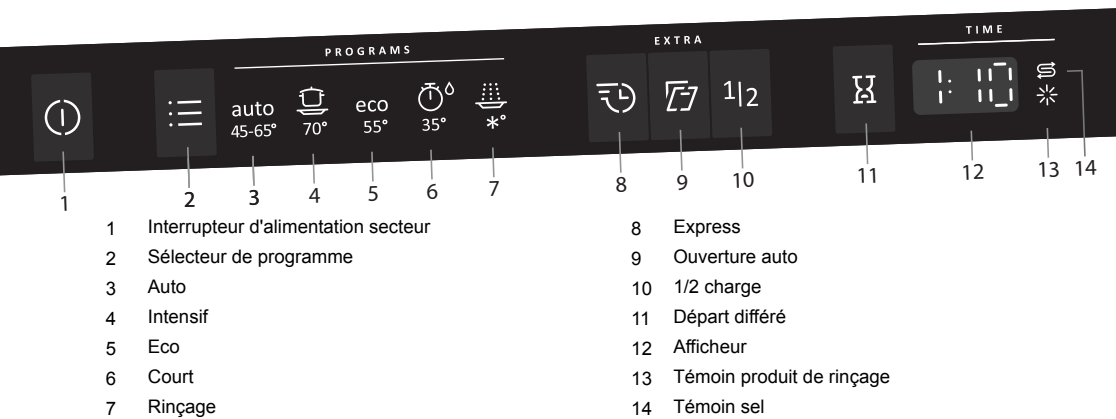 PROGRAMS EXTRA TIME
auto eco 1|2 1:10
45-65° 70° 55° 35° *°
1 2 3 4 5 6 7 8 9 10 11 12 13 14
1 Interrupteur d'alimentation secteur
2 Sélecteur de programme
3 Auto
4 Intensif
5 Eco
6 Court
7 Rinçage
8 Express
9 Ouverture auto
10 1/2 charge
11 Départ différé
12 Afficheur
13 Témoin produit de rinçage
14 Témoin sel